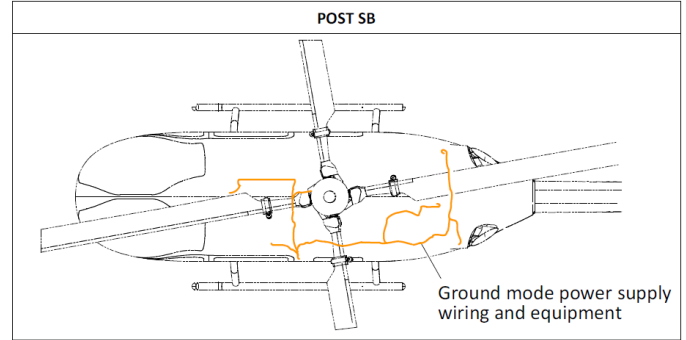 POST SB
Ground mode power supply
wiring and equipment